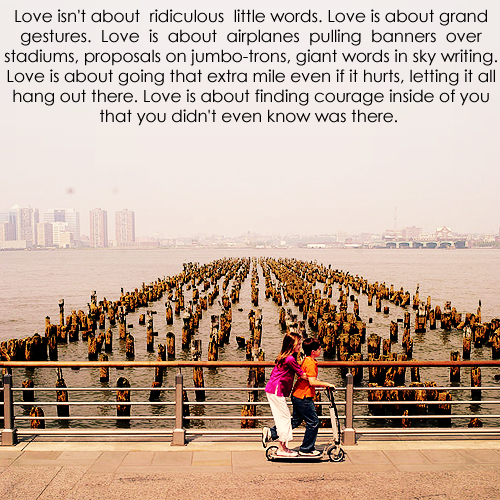 Love isn't about ridiculous little words. Love is about grand
gestures. Love is about airplanes pulling banners over
stadiums, proposals on jumbo-trons, giant words in sky writing.
Love is about going that extra mile even if it hurts, letting it all
hang out there. Love is about finding courage inside of you
that you didn't even know was there.